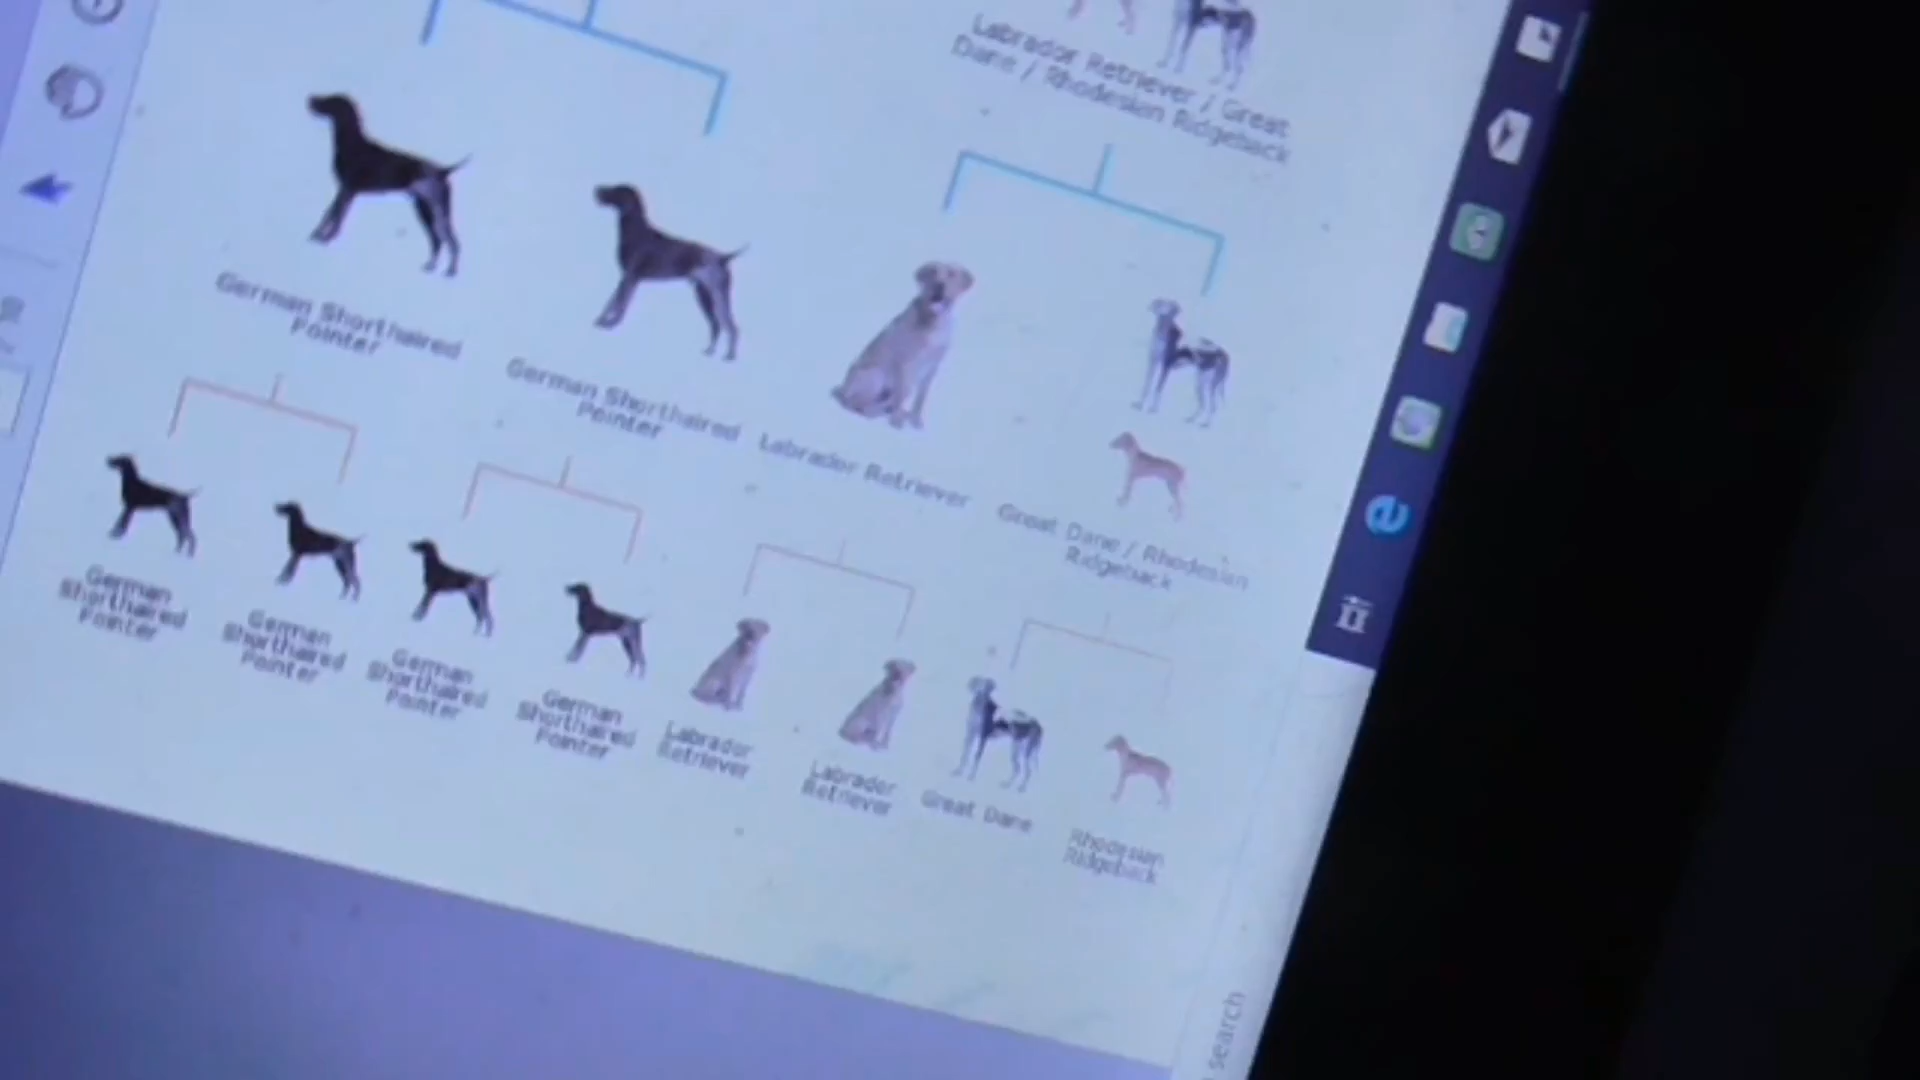 Labrador Retriever / Great
Dane / Rhodesian Ridgeback
German Shorthaired
Pointer
German Shorthaired
Pointer
Labrador Retriever
Great Dane / Rhodesian
Ridgeback
German
Shorthaired
Pointer
German
Shorthaired
Pointer
German
Shorthaired
Pointer
German
Shorthaired
Pointer
Labrador
Retriever
Labrador
Retriever
Great Dane
Rhodesian
Ridgeback
search